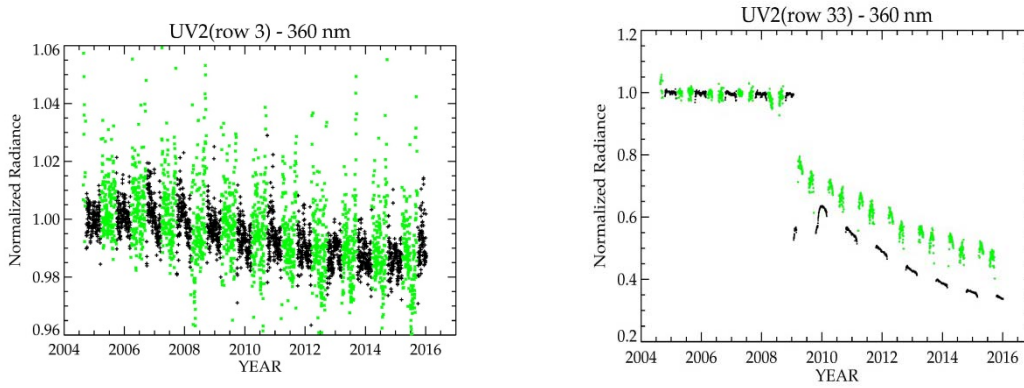 UV2(row 3) - 360 nm
Normalized Radiance
1.06
1.04
1.02
1.00
0.98
0.96
2004 2006 2008 2010 2012 2014 2016
YEAR
UV2(row 33) - 360 nm
Normalized Radiance
1.2
1.0
0.8
0.6
0.4
0.2
2004 2006 2008 2010 2012 2014 2016
YEAR